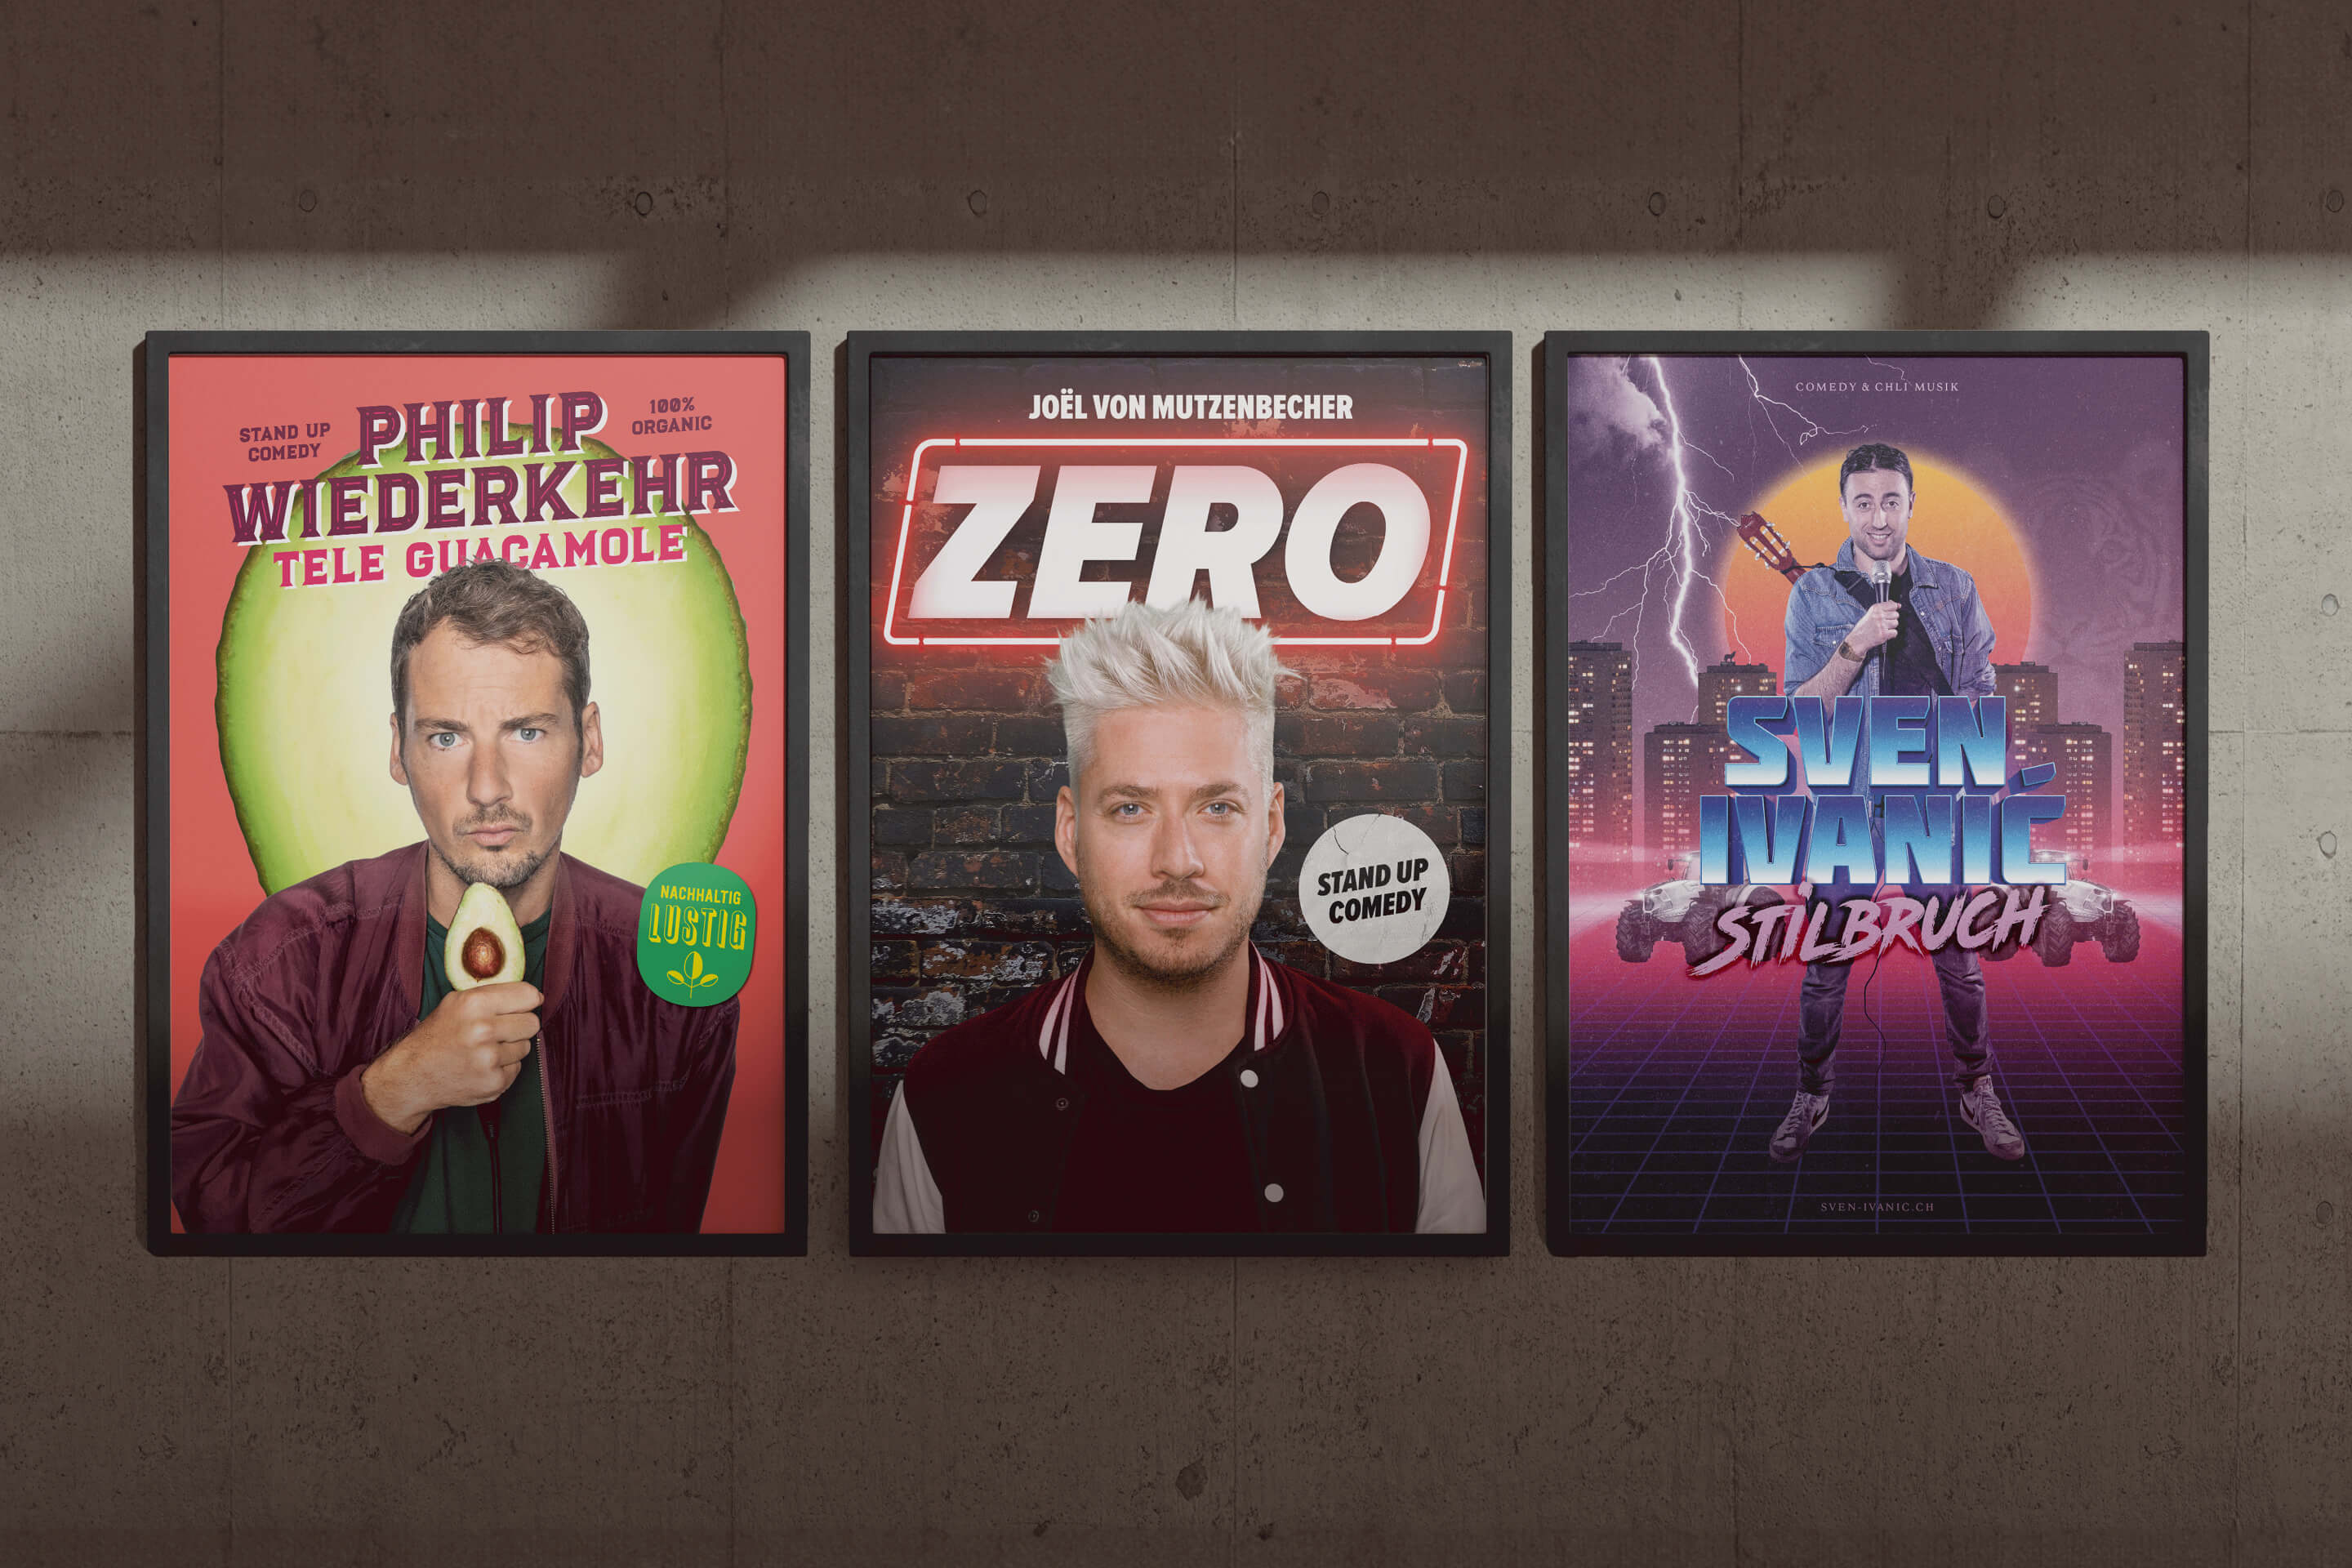 STAND UP
COMEDY
PHILIP
100%
ORGANIC
WIEDERKEHR
TELE GUACAMOLE
NACHHALTIG
LUSTIG
JOËL VON MUTZENBECHER
ZERO
STAND UP
COMEDY
COMEDY & CHLI MUSIK
SVEN
IVANIĆ
STILBRUCH
SVEN-IVANIC.CH